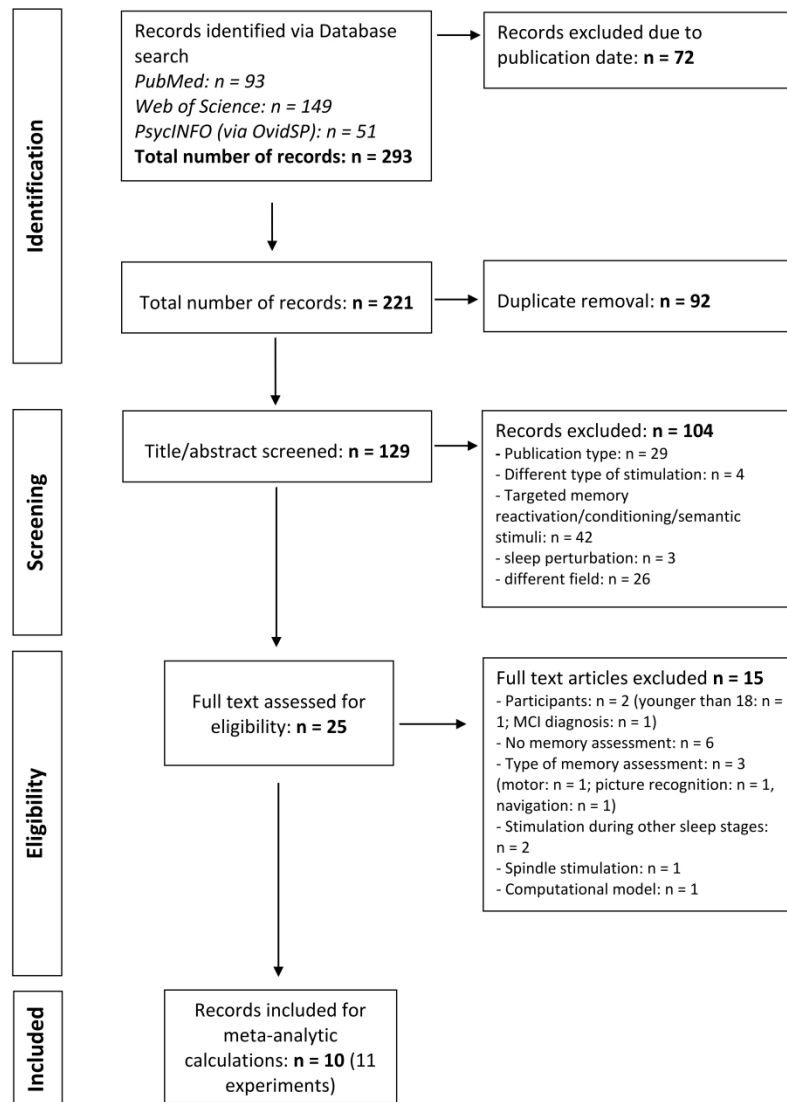 Identification
Records identified via Database
search
PubMed: n = 93
Web of Science: n = 149
PsycINFO (via OvidSP): n = 51
Total number of records: n = 293
Records excluded due to
publication date: n = 72
Total number of records: n = 221
Duplicate removal: n = 92
Screening
Title/abstract screened: n = 129
Records excluded: n = 104
- Publication type: n = 29
- Different type of stimulation: n = 4
- Targeted memory
reactivation/conditioning/semantic
stimuli: n = 42
- sleep perturbation: n = 3
- different field: n = 26
Eligibility
Full text assessed for
eligibility: n = 25
Full text articles excluded n = 15
- Participants: n = 2 (younger than 18: n =
1; MCI diagnosis: n = 1)
- No memory assessment: n = 6
- Type of memory assessment: n = 3
(motor: n = 1; picture recognition: n = 1,
navigation: n = 1)
- Stimulation during other sleep stages:
n = 2
- Spindle stimulation: n = 1
- Computational model: n = 1
Included
Records included for
meta-analytic
calculations: n = 10 (11
experiments)